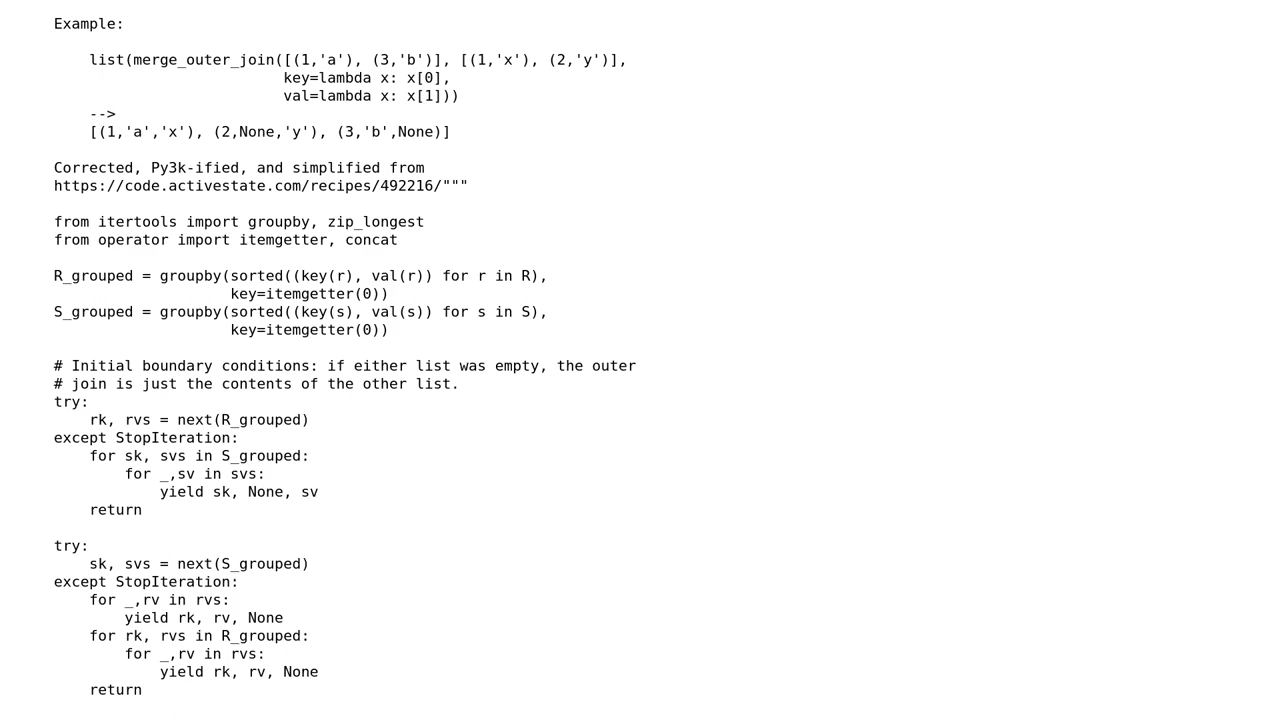 Example:

    list(merge_outer_join([(1,'a'), (3,'b')], [(1,'x'), (2,'y')],
                          key=lambda x: x[0],
                          val=lambda x: x[1]))
    -->
    [(1,'a','x'), (2,None,'y'), (3,'b',None)]

Corrected, Py3k-ified, and simplified from
https://code.activestate.com/recipes/492216/"""

from itertools import groupby, zip_longest
from operator import itemgetter, concat

R_grouped = groupby(sorted((key(r), val(r)) for r in R),
                    key=itemgetter(0))
S_grouped = groupby(sorted((key(s), val(s)) for s in S),
                    key=itemgetter(0))

# Initial boundary conditions: if either list was empty, the outer
# join is just the contents of the other list.
try:
    rk, rvs = next(R_grouped)
except StopIteration:
    for sk, svs in S_grouped:
        for _,sv in svs:
            yield sk, None, sv
    return

try:
    sk, svs = next(S_grouped)
except StopIteration:
    for _,rv in rvs:
        yield rk, rv, None
    for rk, rvs in R_grouped:
        for _,rv in rvs:
            yield rk, rv, None
    return